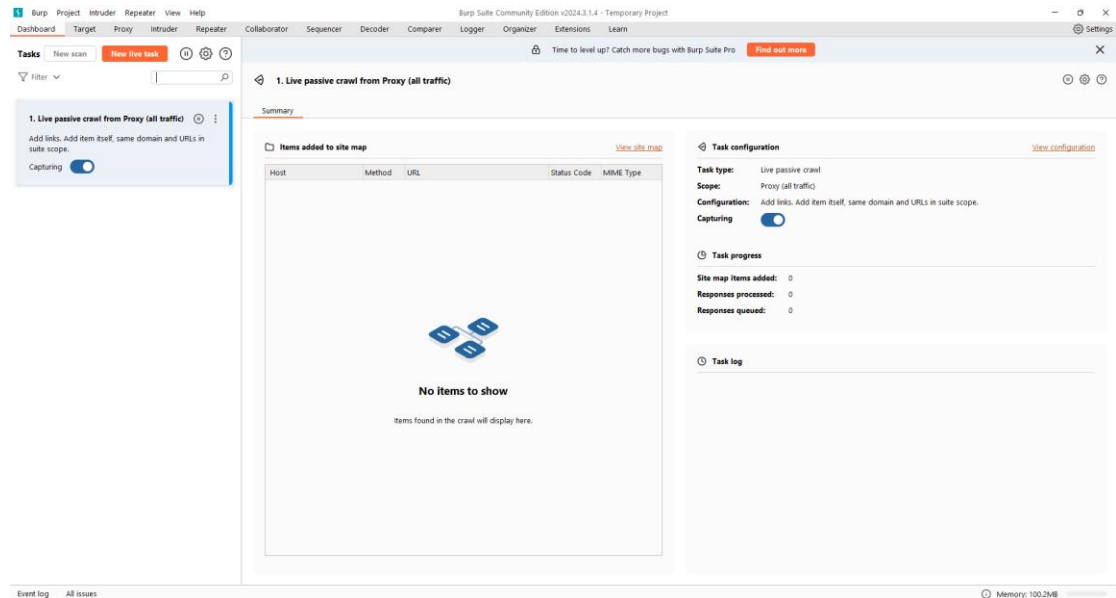 Burp Project Intruder Repeater View Help
Burp Suite Community Edition v2024.3.1.4 - Temporary Project
Dashboard Target Proxy Intruder Repeater Collaborator Sequencer Decoder Comparer Logger Organizer Extensions Learn
Settings
Tasks New scan New live task
Time to level up? Catch more bugs with Burp Suite Pro Find out more
Filter
1. Live passive crawl from Proxy (all traffic)
Add links. Add item itself, same domain and URLs in
suite scope.
Capturing
1. Live passive crawl from Proxy (all traffic)
Summary
Items added to site map View site map
Host Method URL Status Code MIME Type
No items to show
Items found in the crawl will display here.
Task configuration View configuration
Task type: Live passive crawl
Scope: Proxy (all traffic)
Configuration: Add links. Add item itself, same domain and URLs in suite scope.
Capturing
Task progress
Site map items added: 0
Responses processed: 0
Responses queued: 0
Task log
Event log All issues
Memory: 100.2MB